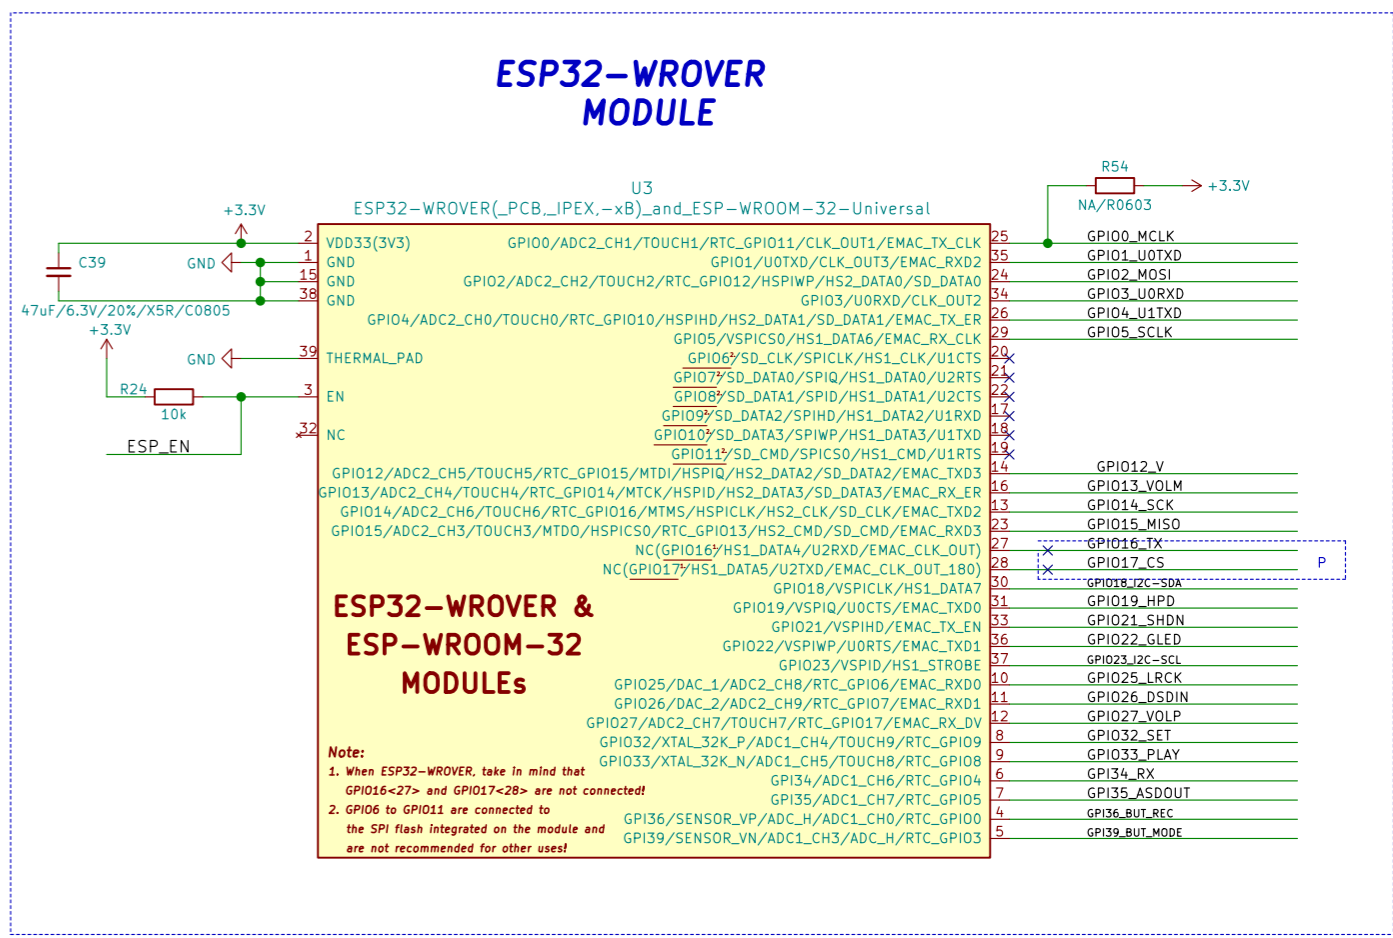 ESP32-WROVER
MODULE
R54
+3.3V
NA/R0603
U3
ESP32-WROVER(_PCB,_IPEX,-xB)_and_ESP-WROOM-32-Universal
+3.3V
2 VDD33(3V3) GPIO0/ADC2_CH1/TOUCH1/RTC_GPIO11/CLK_OUT1/EMAC_TX_CLK 25 GPIO0_MCLK
C39 GND 1 GND GPIO1/U0TXD/CLK_OUT3/EMAC_RXD2 35 GPIO1_U0TXD
15 GND GPIO2/ADC2_CH2/TOUCH2/RTC_GPIO12/HSPIWP/HS2_DATA0/SD_DATA0 24 GPIO2_MOSI
38 GND GPIO3/U0RXD/CLK_OUT2 34 GPIO3_U0RXD
47uF/6.3V/20%/X5R/C0805
GPIO4/ADC2_CH0/TOUCH0/RTC_GPIO10/HSPIHD/HS2_DATA1/SD_DATA1/EMAC_TX_ER 26 GPIO4_U1TXD
+3.3V
GPIO5/VSPICS0/HS1_DATA6/EMAC_RX_CLK 29 GPIO5_SCLK
GND 39 THERMAL_PAD GPIO6²/SD_CLK/SPICLK/HS1_CLK/U1CTS 20
GPIO7²/SD_DATA0/SPIQ/HS1_DATA0/U2RTS 21
R24 3 EN GPIO8²/SD_DATA1/SPID/HS1_DATA1/U2CTS 22
10k GPIO9²/SD_DATA2/SPIHD/HS1_DATA2/U1RXD 17
32 NC GPIO10²/SD_DATA3/SPIWP/HS1_DATA3/U1TXD 18
ESP_EN GPIO11²/SD_CMD/SPICS0/HS1_CMD/U1RTS 19
GPIO12/ADC2_CH5/TOUCH5/RTC_GPIO15/MTDI/HSPIQ/HS2_DATA2/SD_DATA2/EMAC_TXD3 14 GPIO12_V
GPIO13/ADC2_CH4/TOUCH4/RTC_GPIO14/MTCK/HSPID/HS2_DATA3/SD_DATA3/EMAC_RX_ER 16 GPIO13_VOLM
GPIO14/ADC2_CH6/TOUCH6/RTC_GPIO16/MTMS/HSPICLK/HS2_CLK/SD_CLK/EMAC_TXD2 13 GPIO14_SCK
GPIO15/ADC2_CH3/TOUCH3/MTDO/HSPICS0/RTC_GPIO13/HS2_CMD/SD_CMD/EMAC_RXD3 23 GPIO15_MISO
NC(GPIO16¹/HS1_DATA4/U2RXD/EMAC_CLK_OUT) 27 GPIO16_TX
NC(GPIO17¹/HS1_DATA5/U2TXD/EMAC_CLK_OUT_180) 28 GPIO17_CS P
GPIO18/VSPICLK/HS1_DATA7 30 GPIO18_I2C-SDA
GPIO19/VSPIQ/U0CTS/EMAC_TXD0 31 GPIO19_HPD
GPIO21/VSPIHD/EMAC_TX_EN 33 GPIO21_SHDN
GPIO22/VSPIWP/U0RTS/EMAC_TXD1 36 GPIO22_GLED
GPIO23/VSPID/HS1_STROBE 37 GPIO23_I2C-SCL
GPIO25/DAC_1/ADC2_CH8/RTC_GPIO6/EMAC_RXD0 10 GPIO25_LRCK
GPIO26/DAC_2/ADC2_CH9/RTC_GPIO7/EMAC_RXD1 11 GPIO26_DSDIN
GPIO27/ADC2_CH7/TOUCH7/RTC_GPIO17/EMAC_RX_DV 12 GPIO27_VOLP
GPIO32/XTAL_32K_P/ADC1_CH4/TOUCH9/RTC_GPIO9 8 GPIO32_SET
GPIO33/XTAL_32K_N/ADC1_CH5/TOUCH8/RTC_GPIO8 9 GPIO33_PLAY
GPI34/ADC1_CH6/RTC_GPIO4 6 GPI34_RX
GPI35/ADC1_CH7/RTC_GPIO5 7 GPI35_ASDOUT
GPI36/SENSOR_VP/ADC_H/ADC1_CH0/RTC_GPIO0 4 GPI36_BUT_REC
GPI39/SENSOR_VN/ADC1_CH3/ADC_H/RTC_GPIO3 5 GPI39_BUT_MODE
ESP32-WROVER &
ESP-WROOM-32
MODULEs
Note:
1. When ESP32-WROVER, take in mind that
GPIO16<27> and GPIO17<28> are not connected!
2. GPIO6 to GPIO11 are connected to
the SPI flash integrated on the module and
are not recommended for other uses!